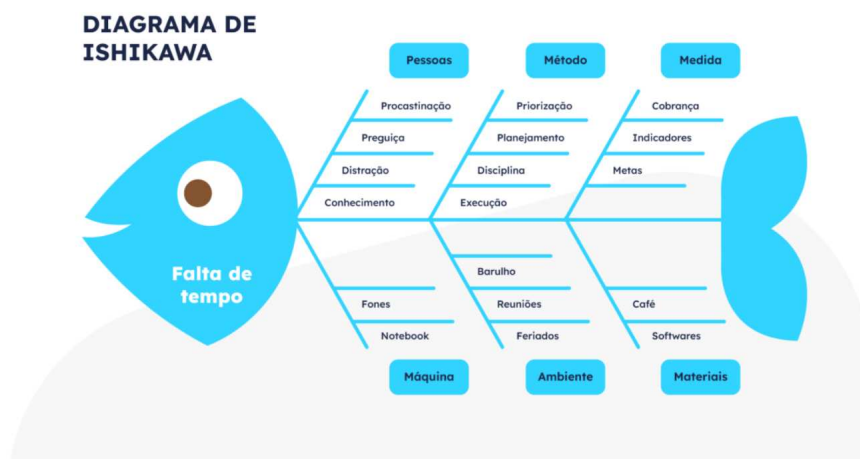 DIAGRAMA DE
ISHIKAWA
Pessoas
Método
Medida
Procastinação
Priorização
Cobrança
Preguiça
Planejamento
Indicadores
Distração
Disciplina
Metas
Conhecimento
Execução
Falta de
tempo
Barulho
Fones
Reuniões
Café
Notebook
Feriados
Softwares
Máquina
Ambiente
Materiais